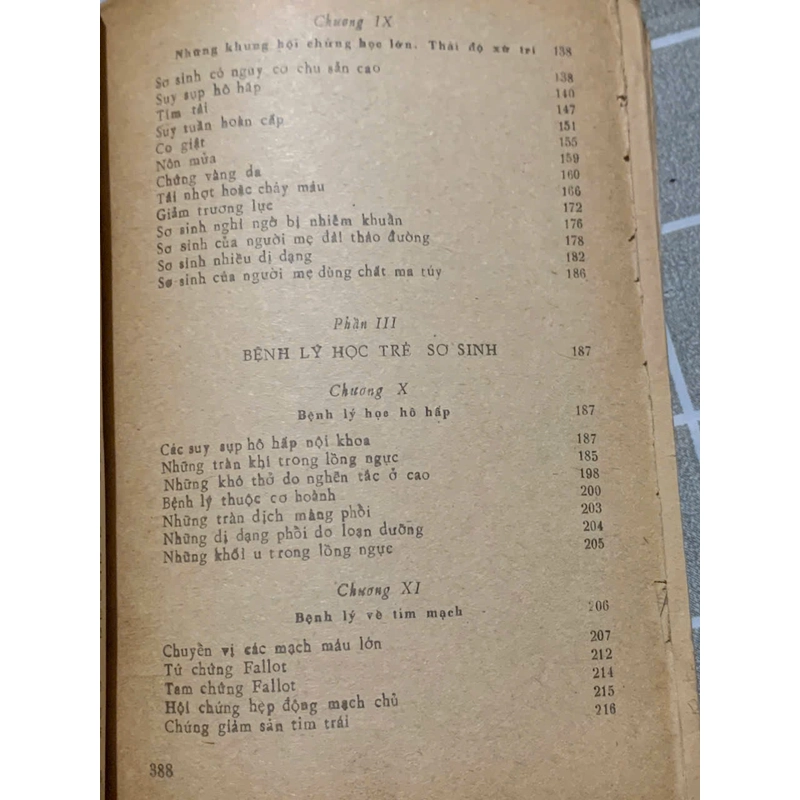 Chương IX
Những khung hội chứng học lớn. Thái độ xử trí 138
Sơ sinh có nguy cơ chu sản cao 138
Suy sụp hô hấp 140
Tím tái 147
Suy tuần hoàn cấp 151
Co giật 155
Nôn mửa 159
Chứng vàng da 160
Tái nhợt hoặc chảy máu 166
Giảm trương lực 172
Sơ sinh nghi ngờ bị nhiễm khuẩn 176
Sơ sinh của người mẹ đái tháo đường 178
Sơ sinh nhiều dị dạng 182
Sơ sinh của người mẹ dùng chất ma túy 186
Phần III
BỆNH LÝ HỌC TRẺ SƠ SINH 187
Chương X
Bệnh lý học hô hấp 187
Các suy sụp hô hấp nội khoa 187
Những tràn khí trong lồng ngực 185
Những khó thở do nghẽn tắc ở cao 198
Bệnh lý thuộc cơ hoành 200
Những tràn dịch màng phổi 203
Những dị dạng phổi do loạn dưỡng 204
Những khối u trong lồng ngực 205
Chương XI
Bệnh lý về tim mạch 206
Chuyển vị các mạch máu lớn 207
Tứ chứng Fallot 212
Tam chứng Fallot 214
Hội chứng hẹp động mạch chủ 215
Chứng giảm sản tim trái 216
388